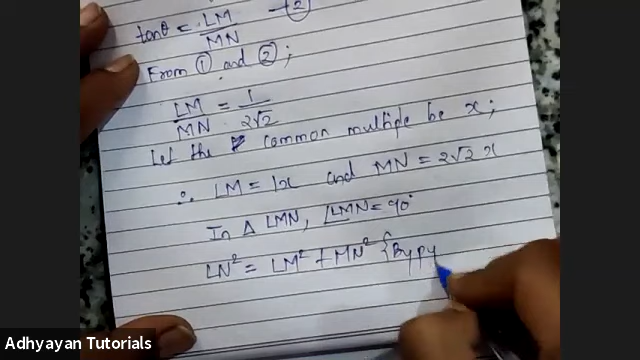 tanθ = LM/MN —②
From ① and ② ;
LM/MN = 1/2√2
Let the common multiple be x ;
∴ LM = 1x and MN = 2√2 x
In Δ LMN, ∠LMN = 90°
LN² = LM² + MN² { By py
Adhyayan Tutorials